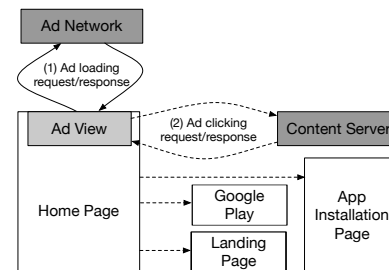 Ad Network
(1) Ad loading
request/response
Ad View
(2) Ad clicking
request/response
Content Server
Home Page
Google
Play
App
Installation
Page
Landing
Page